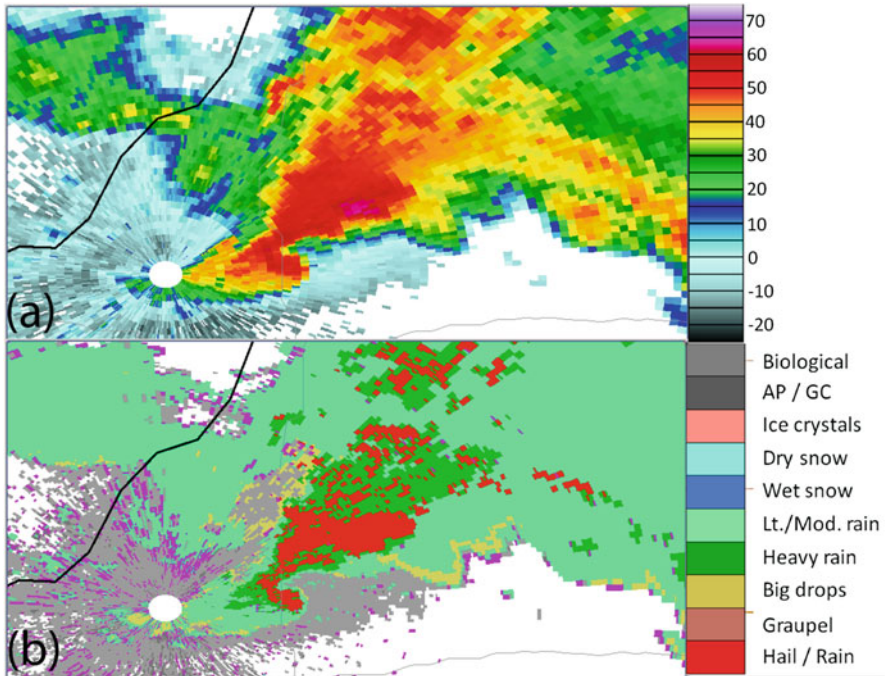 (a)
70
60
50
40
30
20
10
0
-10
-20
(b)
Biological
AP / GC
Ice crystals
Dry snow
Wet snow
Lt./Mod. rain
Heavy rain
Big drops
Graupel
Hail / Rain